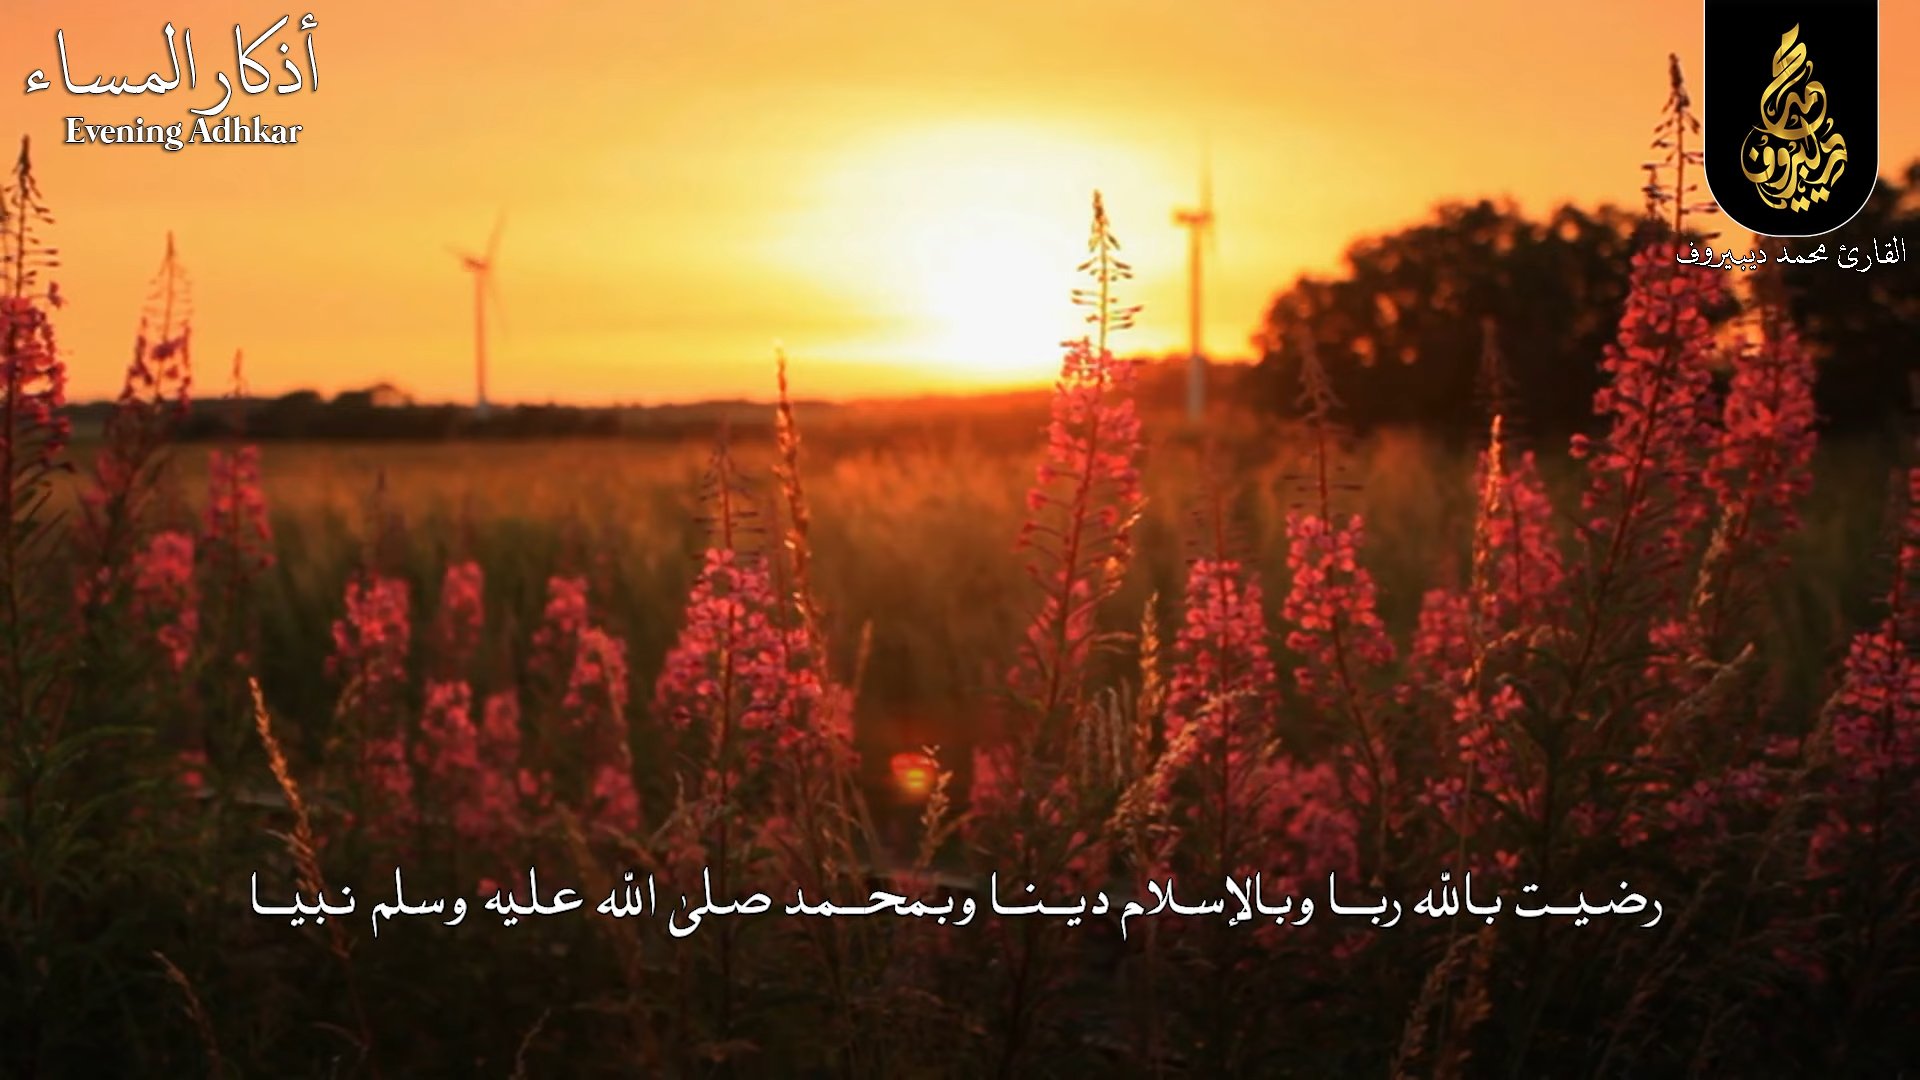 أذكار المساء
Evening Adhkar
القارئ محمد ديبيروف
رضيت بالله ربا وبالإسلام دينا وبمحمد صلى الله عليه وسلم نبيا